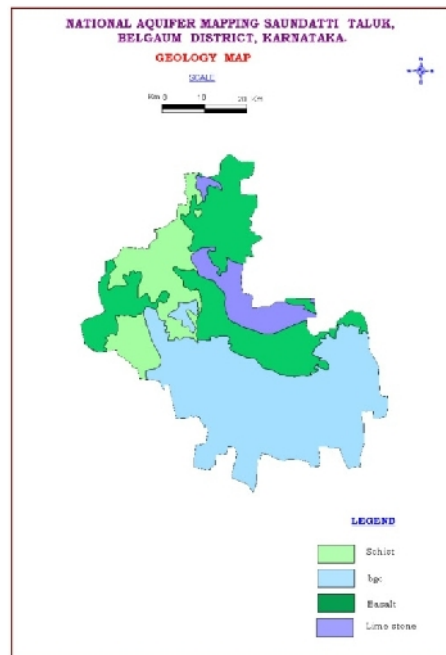 NATIONAL AQUIFER MAPPING SAUNDATTI TALUK,
BELGAUM DISTRICT, KARNATAKA.
GEOLOGY MAP
SCALE
Km 0 10 20 KM
LEGEND
Schist
bgc
Basalt
Lime stone